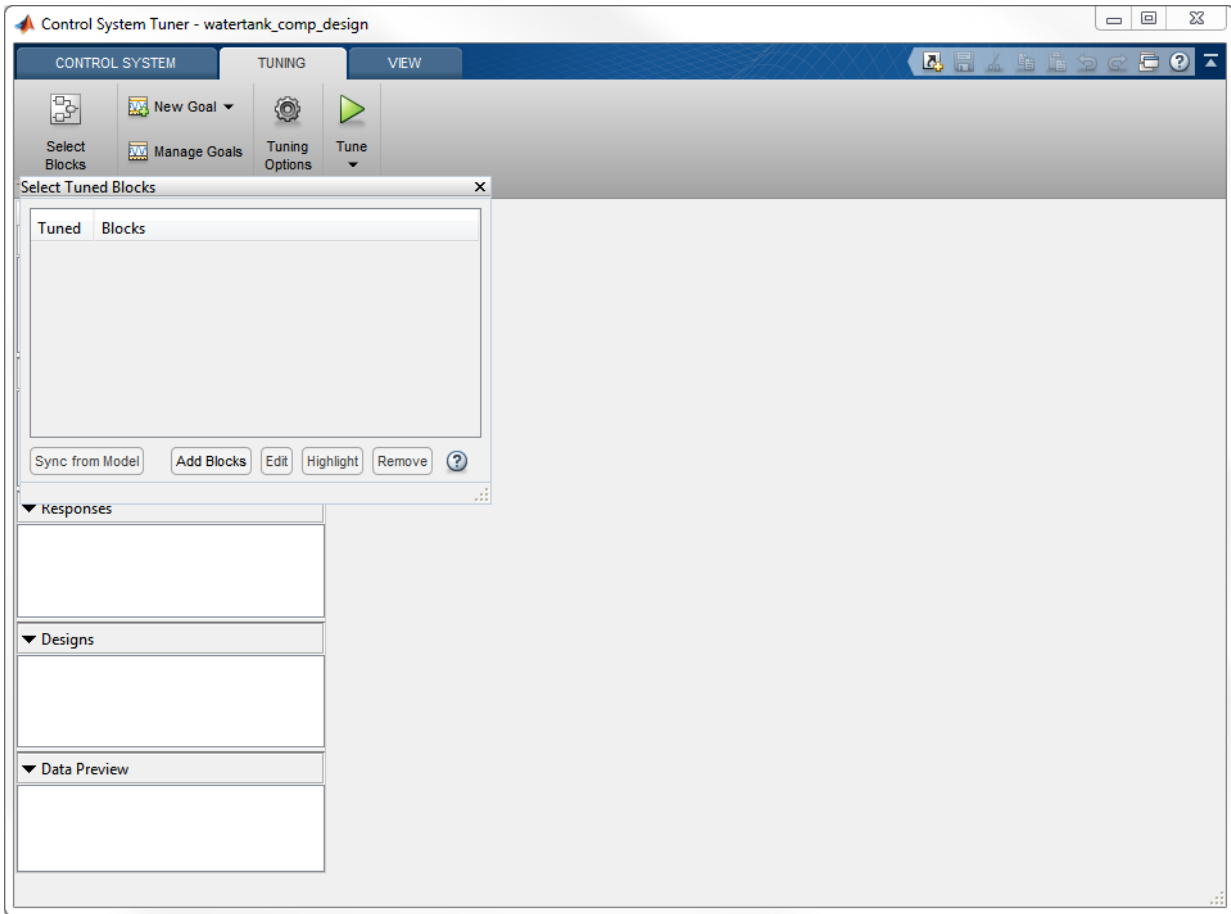 Control System Tuner - watertank_comp_design
CONTROL SYSTEM TUNING VIEW
New Goal
Select Blocks
Manage Goals
Tuning Options
Tune
Select Tuned Blocks
Tuned Blocks
Sync from Model Add Blocks Edit Highlight Remove
Responses
Designs
Data Preview